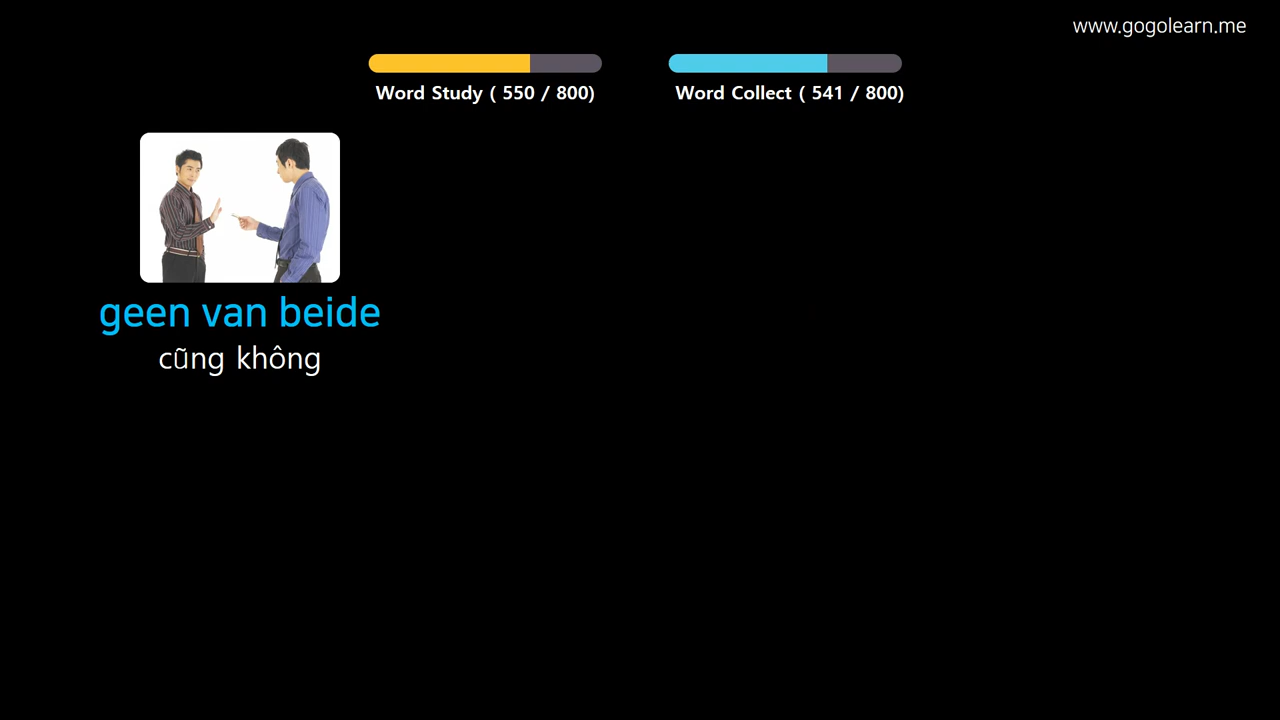 www.gogolearn.me
Word Study ( 550 / 800)
Word Collect ( 541 / 800)
geen van beide
cũng không